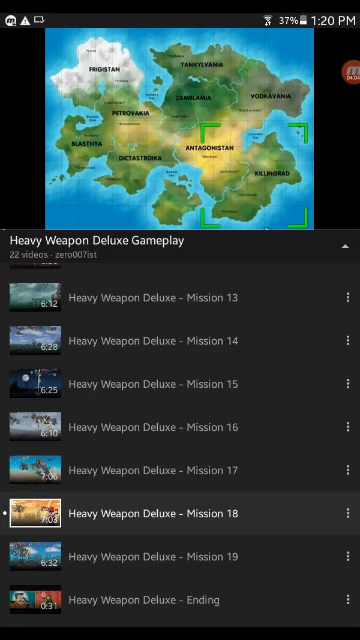 37% 1:20 PM
04:04
FRIGISTAN
TANKYLVANIA
ZAMBLAMIA
VODKAVANIA
PETROVAKIA
BLASTNYA
ANTAGONISTAN
DICTASTROIKA
KILLINGRAD
Heavy Weapon Deluxe Gameplay
22 videos · zero007ist
6:12 Heavy Weapon Deluxe - Mission 13
6:28 Heavy Weapon Deluxe - Mission 14
6:25 Heavy Weapon Deluxe - Mission 15
6:10 Heavy Weapon Deluxe - Mission 16
7:06 Heavy Weapon Deluxe - Mission 17
7:03 Heavy Weapon Deluxe - Mission 18
6:32 Heavy Weapon Deluxe - Mission 19
0:31 Heavy Weapon Deluxe - Ending